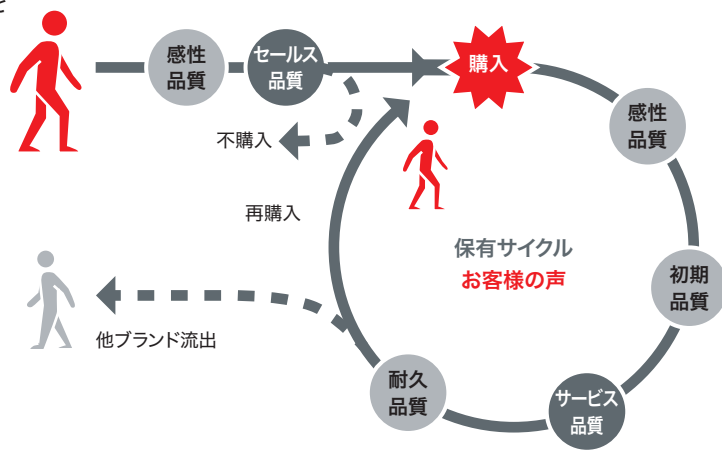 感性
品質
セールス
品質
購入
不購入
感性
品質
再購入
保有サイクル
お客様の声
初期
品質
他ブランド流出
耐久
品質
サービス
品質